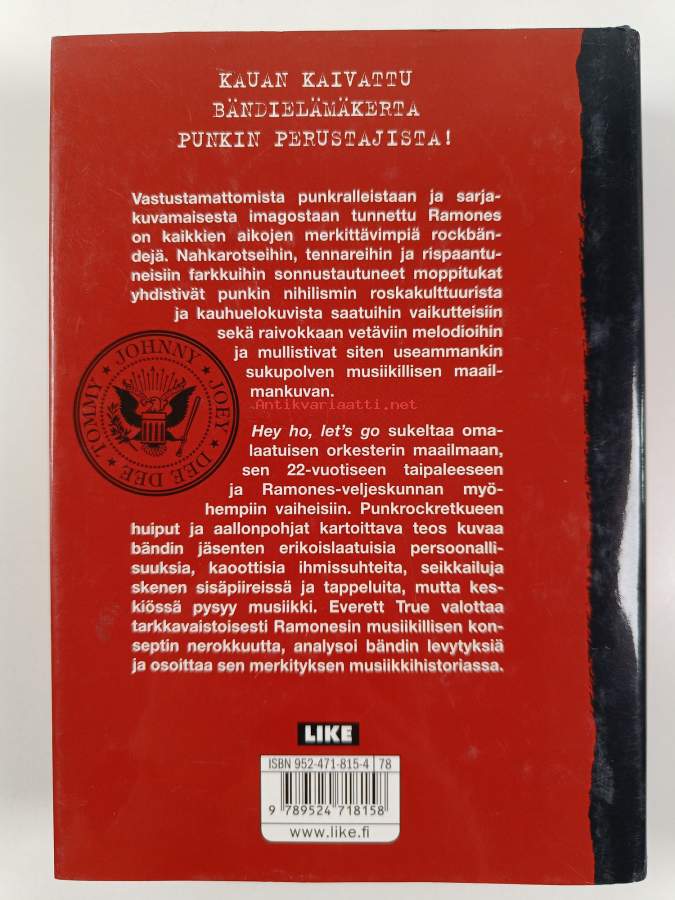 KAUAN KAIVATTU
BÄNDIELÄMÄKERTA
PUNKIN PERUSTAJISTA!
Vastustamattomista punkralleistaan ja sarja-
kuvamaisesta imagostaan tunnettu Ramones
on kaikkien aikojen merkittävimpiä rockbän-
dejä. Nahkarotseihin, tennareihin ja rispaantu-
neisiin farkkuihin sonnustautuneet moppitukat
yhdistivät punkin nihilismin roskakulttuurista
ja kauhuelokuvista saatuihin vaikutteisiin
sekä raivokkaan vetäviin melodioihin
ja mullistivat siten useammankin
sukupolven musiikillisen maail-
mankuvan.
TOMMY JOHNNY JOEY DEE DEE
Antikvariaatti.net
Hey ho, let's go sukeltaa oma-
laatuisen orkesterin maailmaan,
sen 22-vuotiseen taipaleeseen
ja Ramones-veljeskunnan myö-
hempiin vaiheisiin. Punkrockretkueen
huiput ja aallonpohjat kartoittava teos kuvaa
bändin jäsenten erikoislaatuisia persoonalli-
suuksia, kaoottisia ihmissuhteita, seikkailuja
skenen sisäpiireissä ja tappeluita, mutta kes-
kiössä pysyy musiikki. Everett True valottaa
tarkkavaistoisesti Ramonesin musiikillisen kon-
septin nerokkuutta, analysoi bändin levytyksiä
ja osoittaa sen merkityksen musiikkihistoriassa.
LIKE
ISBN 952-471-815-4 78
9 789524 718158
www.like.fi